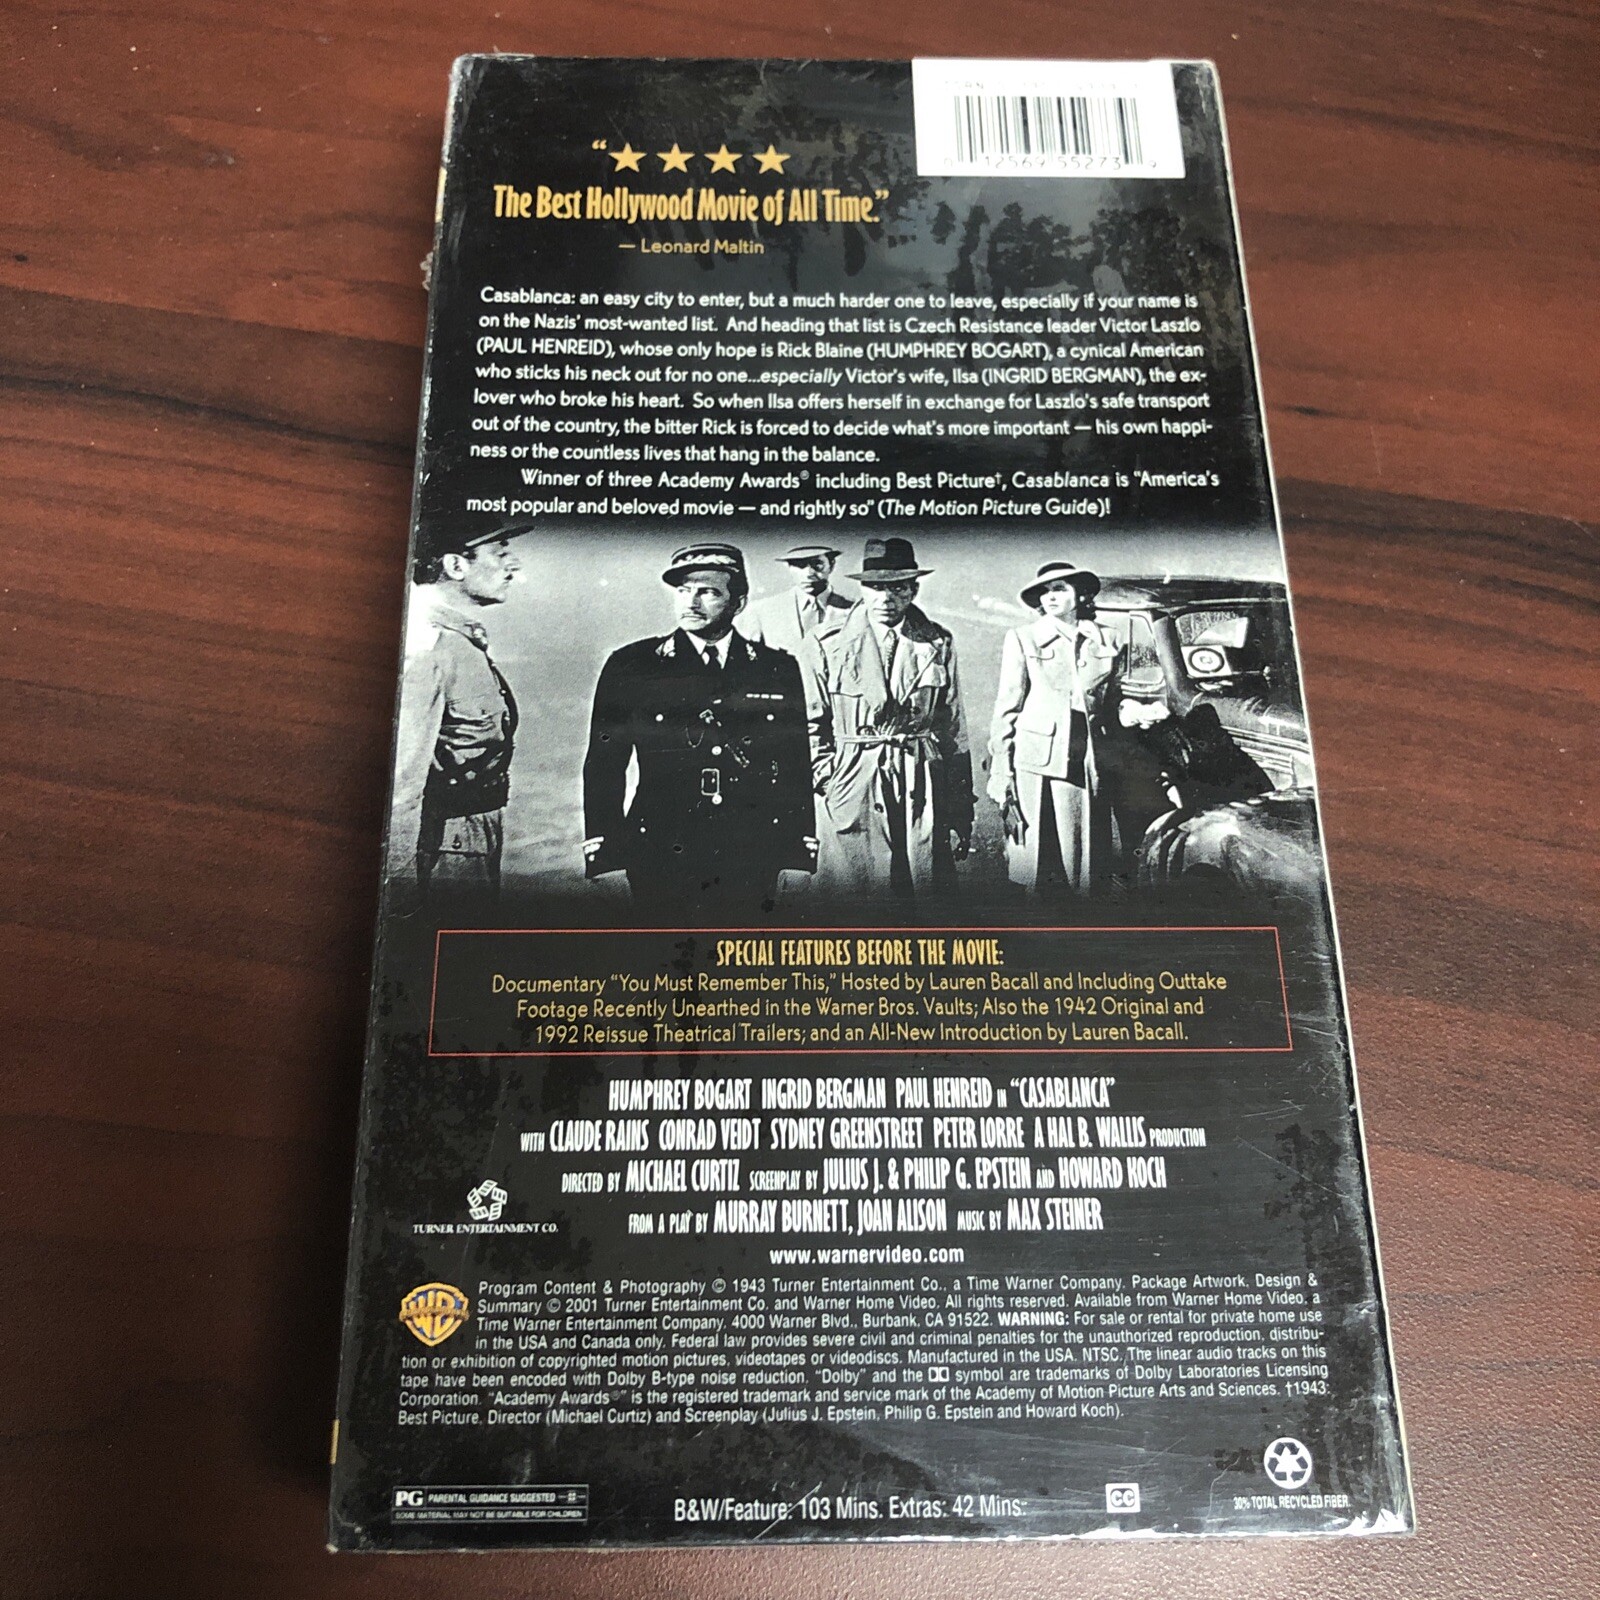 0 12569 55273 9
“★ ★ ★ ★
The Best Hollywood Movie of All Time.”
— Leonard Maltin
Casablanca: an easy city to enter, but a much harder one to leave, especially if your name is
on the Nazis' most-wanted list. And heading that list is Czech Resistance leader Victor Laszlo
(PAUL HENREID), whose only hope is Rick Blaine (HUMPHREY BOGART), a cynical American
who sticks his neck out for no one...especially Victor's wife, Ilsa (INGRID BERGMAN), the ex-
lover who broke his heart. So when Ilsa offers herself in exchange for Laszlo's safe transport
out of the country, the bitter Rick is forced to decide what's more important — his own happi-
ness or the countless lives that hang in the balance.
Winner of three Academy Awards® including Best Picture†, Casablanca is "America's
most popular and beloved movie — and rightly so" (The Motion Picture Guide)!
SPECIAL FEATURES BEFORE THE MOVIE:
Documentary "You Must Remember This," Hosted by Lauren Bacall and Including Outtake
Footage Recently Unearthed in the Warner Bros. Vaults; Also the 1942 Original and
1992 Reissue Theatrical Trailers; and an All-New Introduction by Lauren Bacall.
HUMPHREY BOGART INGRID BERGMAN PAUL HENREID IN “CASABLANCA”
WITH CLAUDE RAINS CONRAD VEIDT SYDNEY GREENSTREET PETER LORRE A HAL B. WALLIS PRODUCTION
DIRECTED BY MICHAEL CURTIZ SCREENPLAY BY JULIUS J. & PHILIP G. EPSTEIN AND HOWARD KOCH
FROM A PLAY BY MURRAY BURNETT, JOAN ALISON MUSIC BY MAX STEINER
TURNER ENTERTAINMENT CO.
www.warnervideo.com
WB
Program Content & Photography © 1943 Turner Entertainment Co., a Time Warner Company. Package Artwork, Design &
Summary © 2001 Turner Entertainment Co. and Warner Home Video. All rights reserved. Available from Warner Home Video, a
Time Warner Entertainment Company, 4000 Warner Blvd., Burbank, CA 91522. WARNING: For sale or rental for private home use
in the USA and Canada only. Federal law provides severe civil and criminal penalties for the unauthorized reproduction, distribu-
tion or exhibition of copyrighted motion pictures, videotapes or videodiscs. Manufactured in the USA. NTSC. The linear audio tracks on this
tape have been encoded with Dolby B-type noise reduction. "Dolby" and the DD symbol are trademarks of Dolby Laboratories Licensing
Corporation. "Academy Awards®" is the registered trademark and service mark of the Academy of Motion Picture Arts and Sciences. †1943:
Best Picture, Director (Michael Curtiz) and Screenplay (Julius J. Epstein, Philip G. Epstein and Howard Koch).
PG PARENTAL GUIDANCE SUGGESTED
SOME MATERIAL MAY NOT BE SUITABLE FOR CHILDREN
B&W/Feature: 103 Mins. Extras: 42 Mins.
CC
30% TOTAL RECYCLED FIBER.